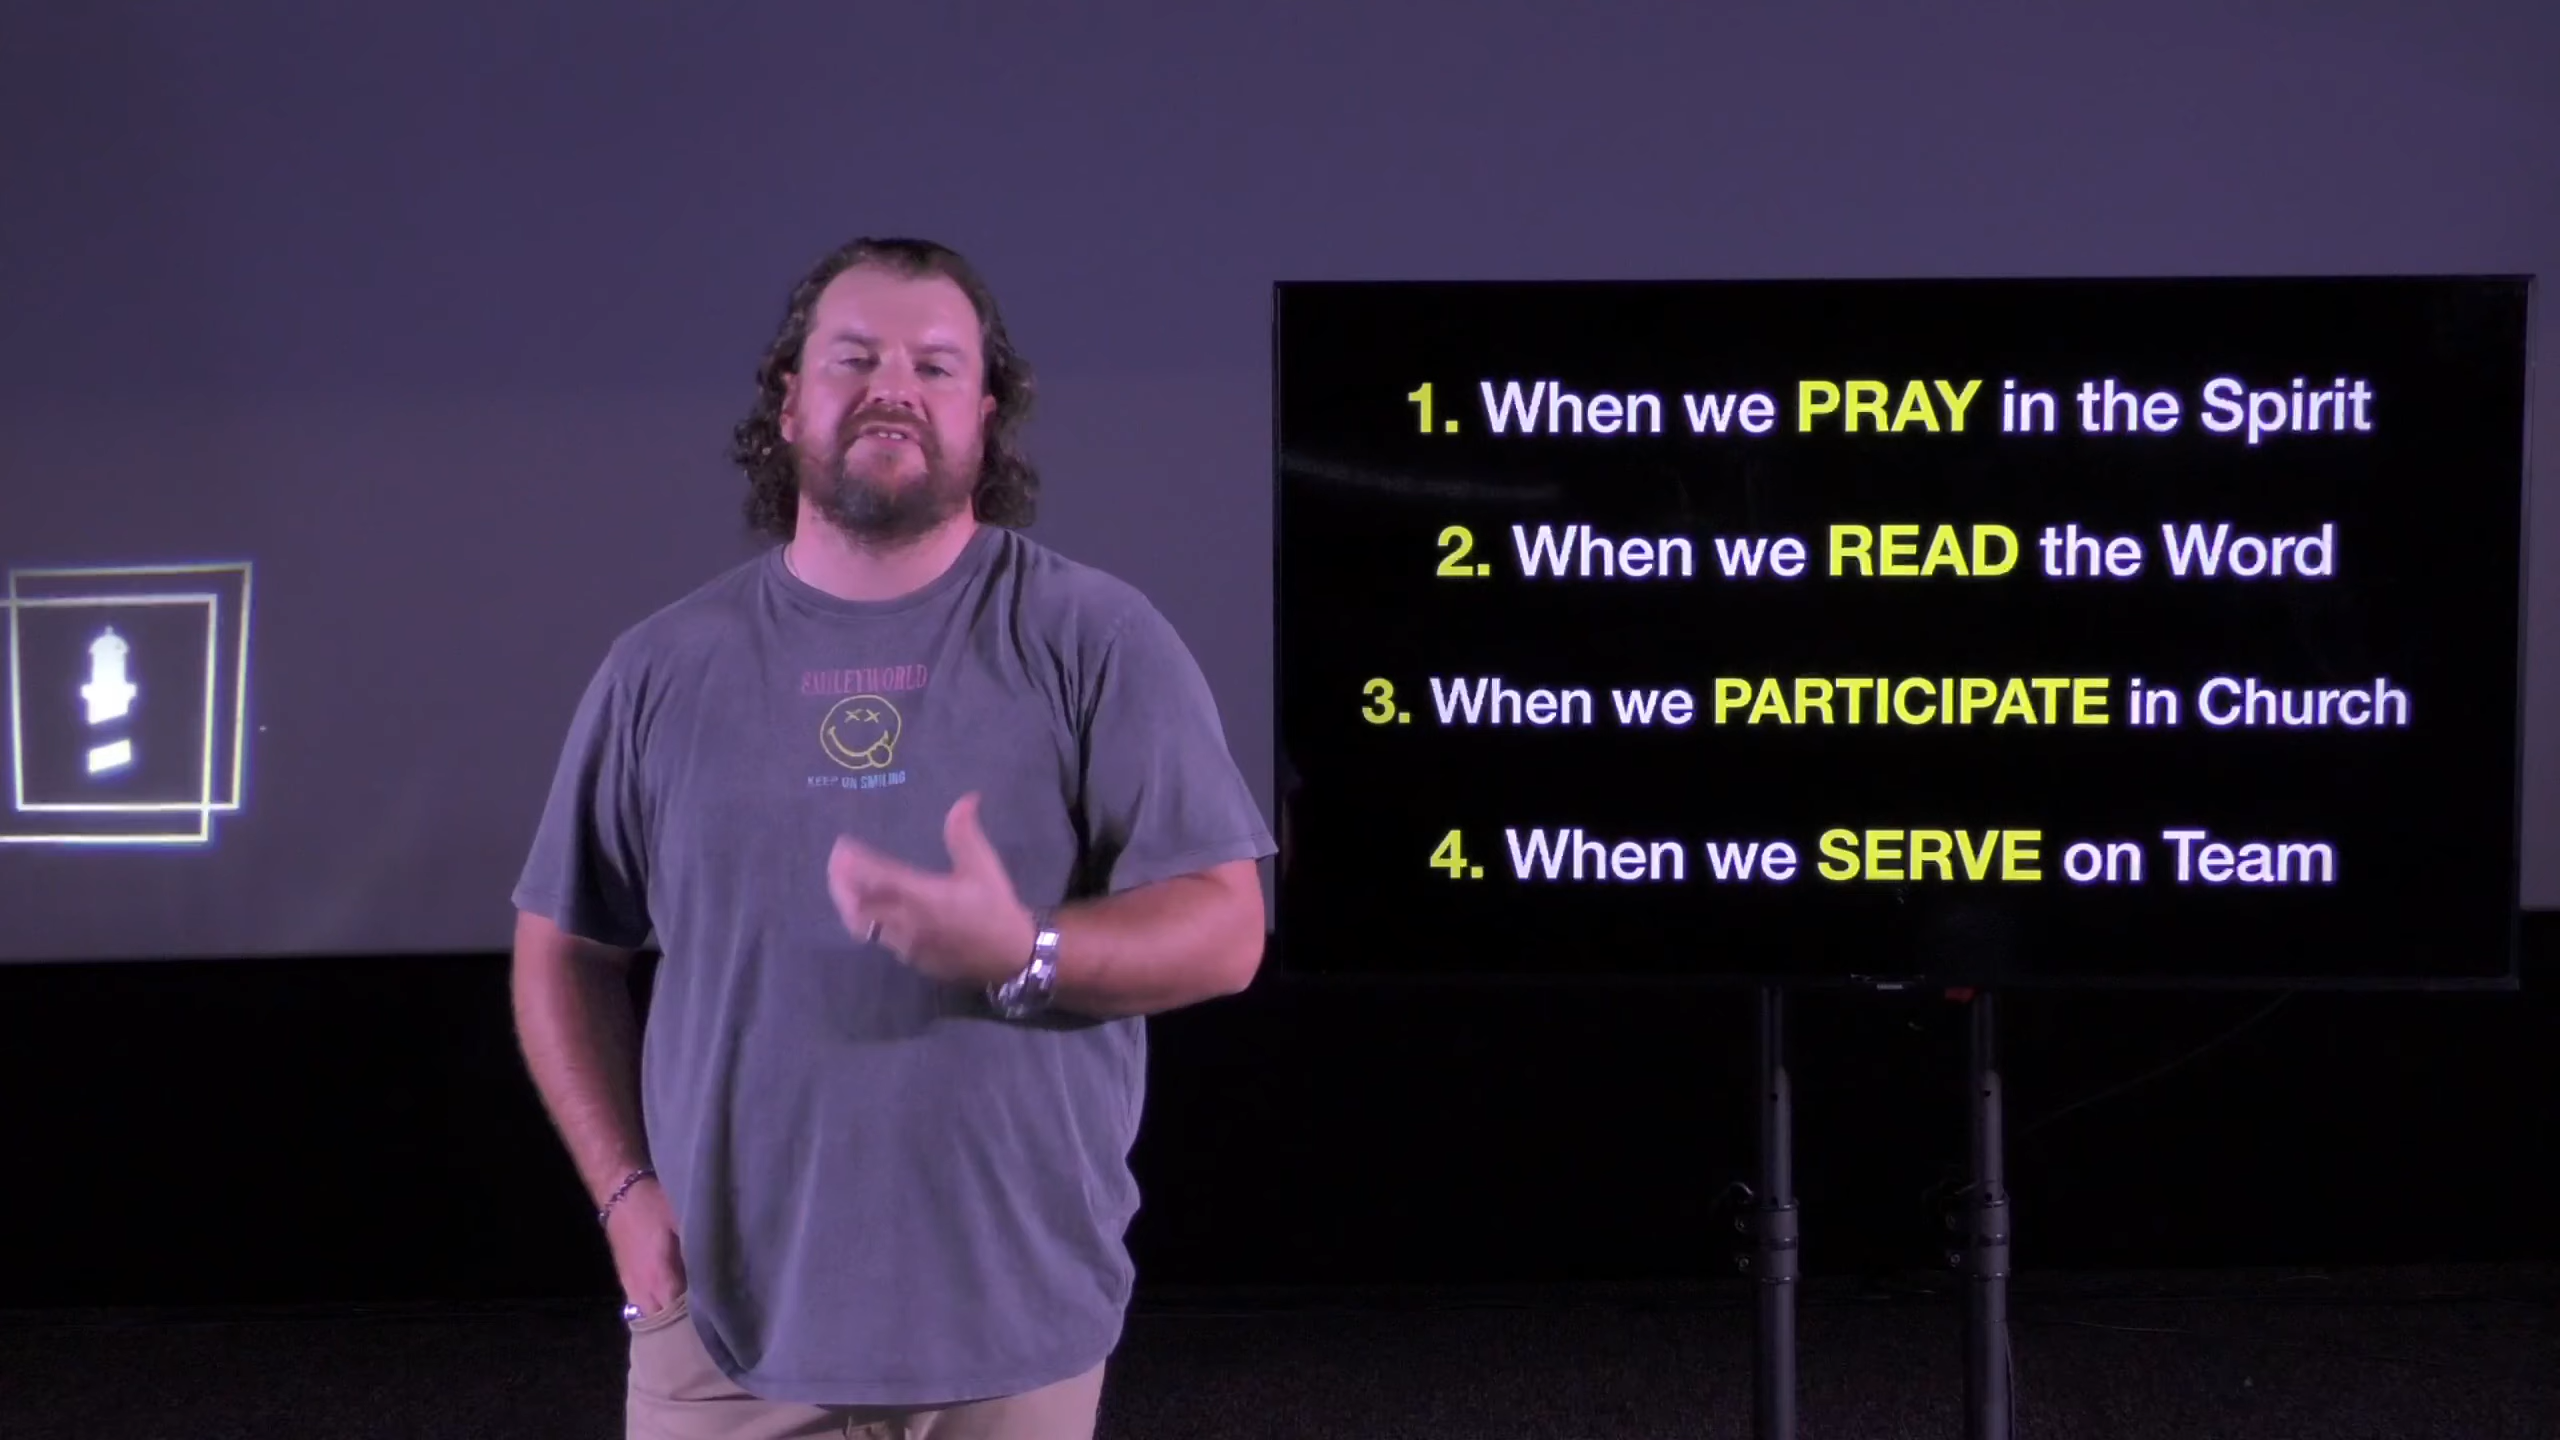 SMILEYWORLD
KEEP ON SMILING
1. When we PRAY in the Spirit
2. When we READ the Word
3. When we PARTICIPATE in Church
4. When we SERVE on Team